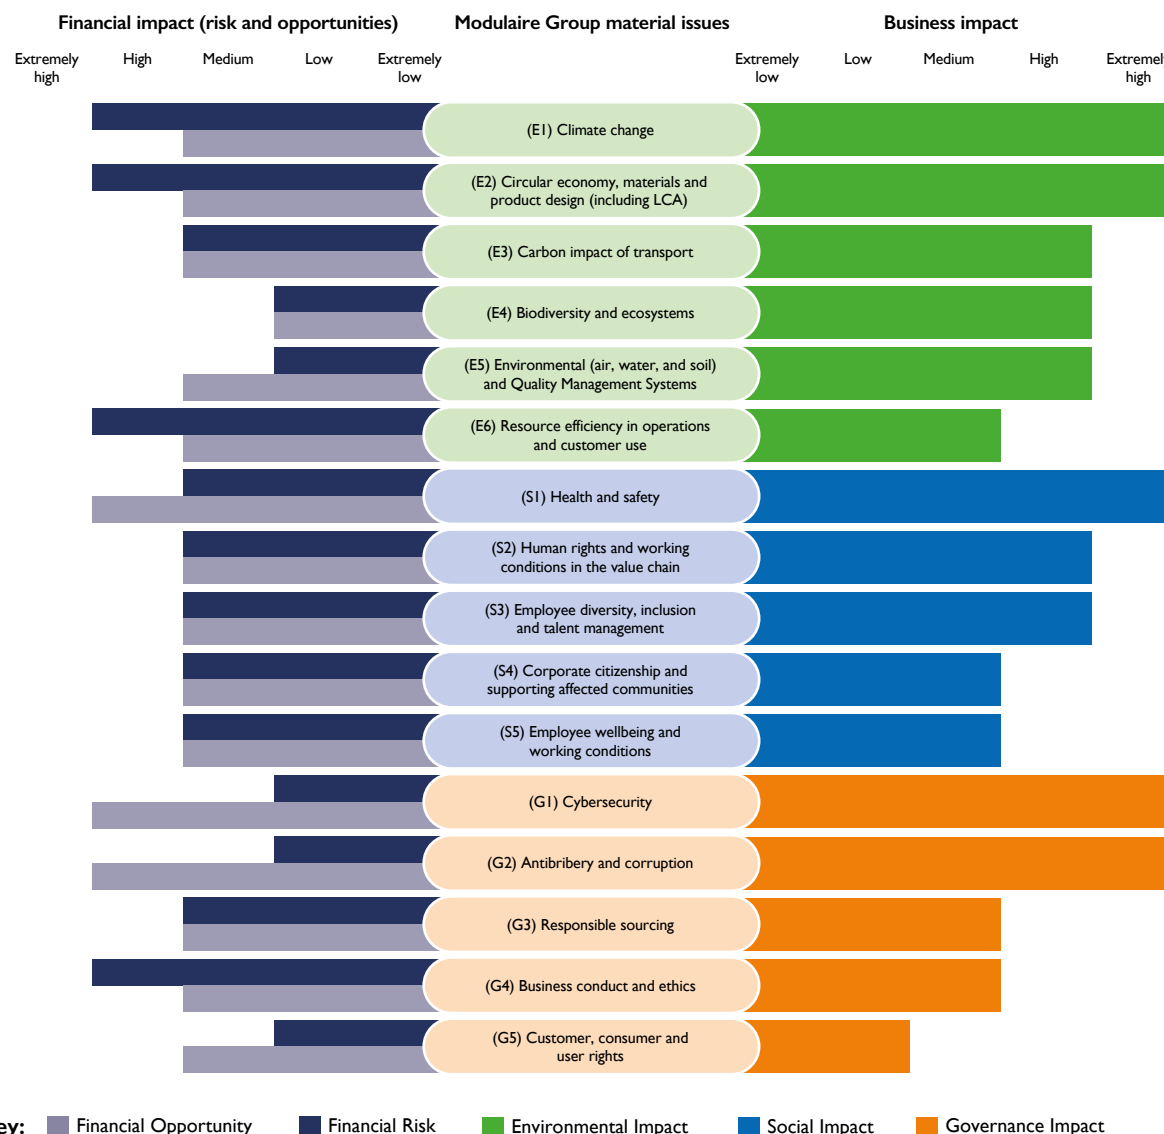 Financial impact (risk and opportunities)
Modulaire Group material issues
Business impact
Extremely
high
High
Medium
Low
Extremely
low
Extremely
low
Low
Medium
High
Extremely
high
(E1) Climate change
(E2) Circular economy, materials and
product design (including LCA)
(E3) Carbon impact of transport
(E4) Biodiversity and ecosystems
(E5) Environmental (air, water, and soil)
and Quality Management Systems
(E6) Resource efficiency in operations
and customer use
(S1) Health and safety
(S2) Human rights and working
conditions in the value chain
(S3) Employee diversity, inclusion
and talent management
(S4) Corporate citizenship and
supporting affected communities
(S5) Employee wellbeing and
working conditions
(G1) Cybersecurity
(G2) Antibribery and corruption
(G3) Responsible sourcing
(G4) Business conduct and ethics
(G5) Customer, consumer and
user rights
ey:
Financial Opportunity
Financial Risk
Environmental Impact
Social Impact
Governance Impact